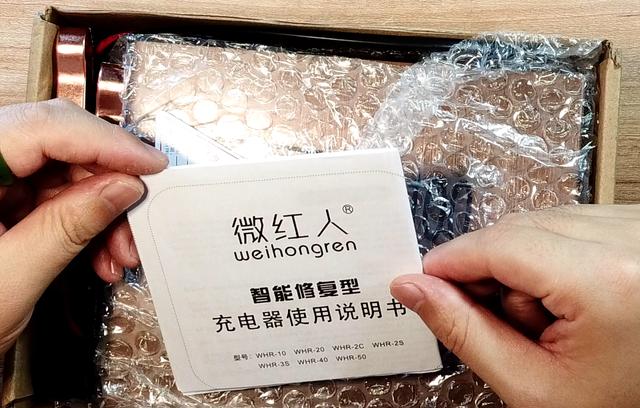 微红人®
weihongren
智能修复型
充电器使用说明书
型号: WHR-10 WHR-20 WHR-2C WHR-2S
WHR-3S WHR-40 WHR-50